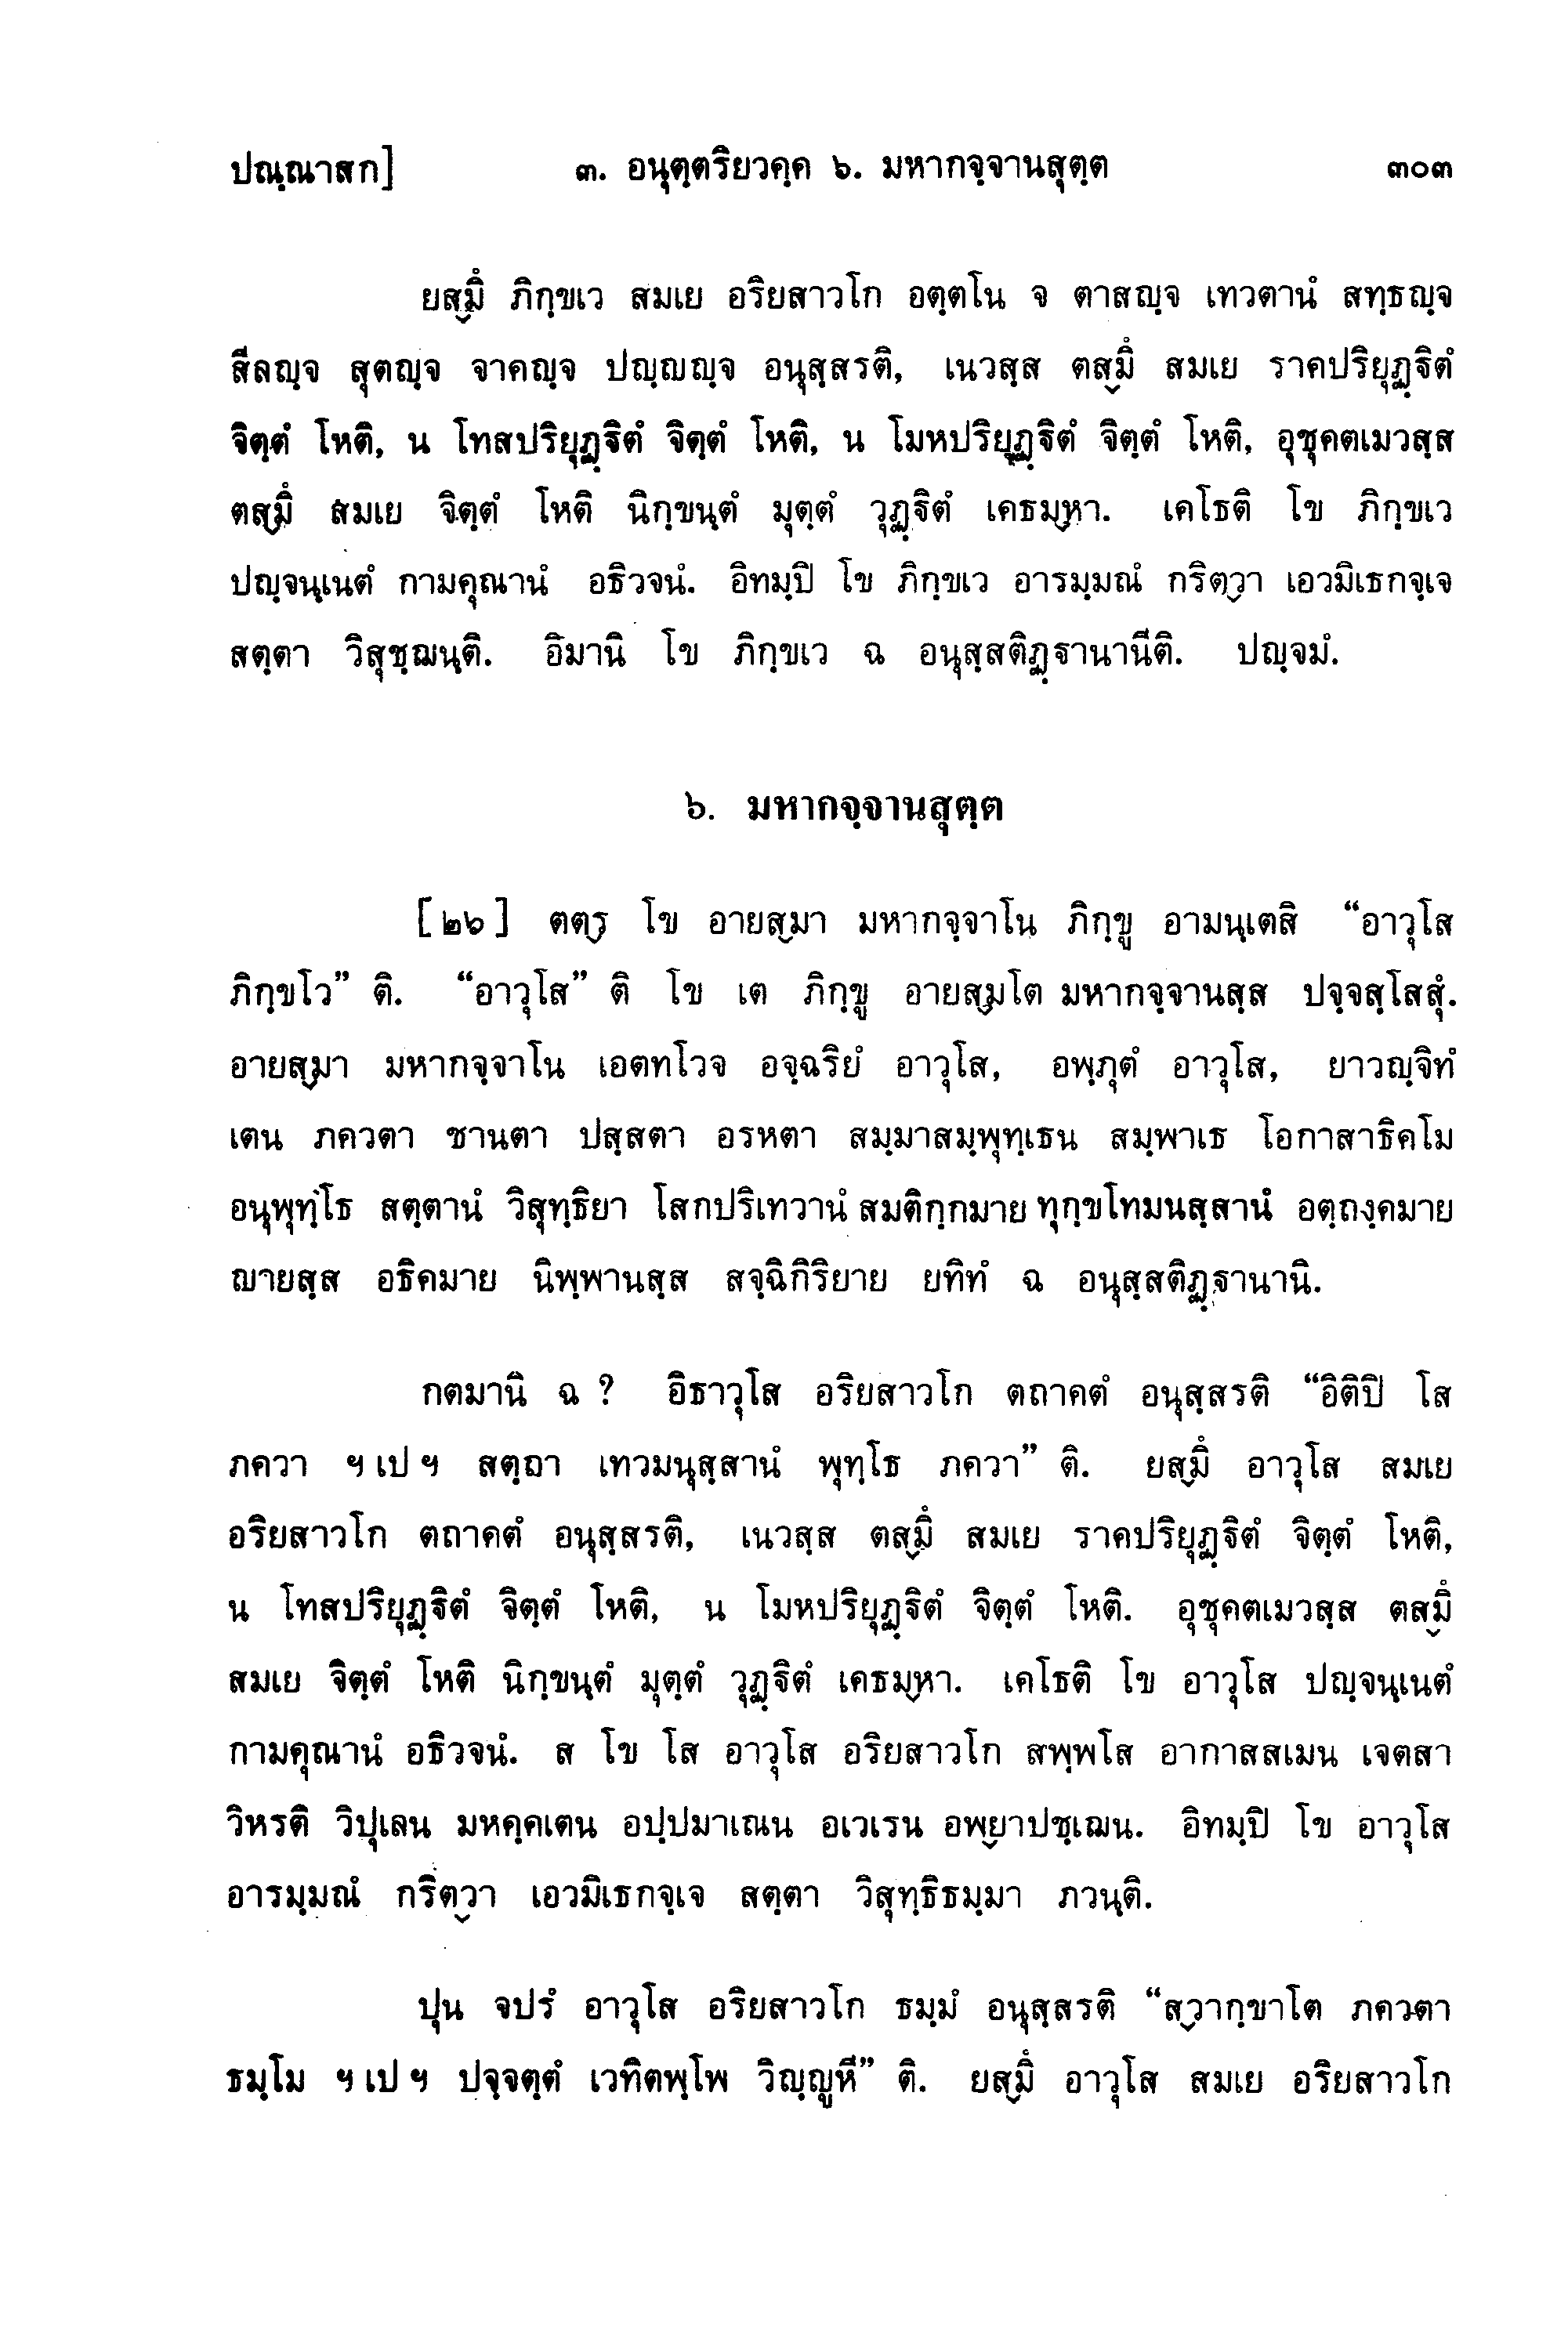 ปณฺณาสก] ๓. อนุตฺตริยวคฺค ๖. มหากจฺจานสุตฺต ๓๐๓
ยสฺมึ ภิกฺขเว สมเย อริยสาวโก อตฺตโน จ ตาสญฺจ เทวตานํ สทฺธญฺจ
สีลญฺจ สุตญฺจ จาคญฺจ ปญฺญญฺจ อนุสฺสรติ, เนวสฺส ตสฺมึ สมเย ราคปริยุฏฺฐิตํ
จิตฺตํ โหติ, น โทสปริยุฏฺฐิตํ จิตฺตํ โหติ, น โมหปริยุฏฺฐิตํ จิตฺตํ โหติ, อุชุคตเมวสฺส
ตสฺมึ สมเย จิตฺตํ โหติ นิกฺขนฺตํ มุตฺตํ วุฏฺฐิตํ เคธมฺหา. เคโธติ โข ภิกฺขเว
ปญฺจนฺเนตํ กามคุณานํ อธิวจนํ. อิทมฺปิ โข ภิกฺขเว อารมฺมณํ กริตฺวา เอวมิเธกจฺเจ
สตฺตา วิสุชฺฌนฺติ. อิมานิ โข ภิกฺขเว ฉ อนุสฺสติฏฺฐานานีติ. ปญฺจมํ.
๖. มหากจฺจานสุตฺต
[๒๖] ตตฺร โข อายสฺมา มหากจฺจาโน ภิกฺขู อามนฺเตสิ “อาวุโส
ภิกฺขโว” ติ. “อาวุโส” ติ โข เต ภิกฺขู อายสฺมโต มหากจฺจานสฺส ปจฺจสฺโสสุํ.
อายสฺมา มหากจฺจาโน เอตทโวจ อจฺฉริยํ อาวุโส, อพฺภุตํ อาวุโส, ยาวญฺจิทํ
เตน ภควตา ชานตา ปสฺสตา อรหตา สมฺมาสมฺพุทฺเธน สมฺพาเธ โอกาสาธิคโม
อนุพุทฺโธ สตฺตานํ วิสุทฺธิยา โสกปริเทวานํ สมติกฺกมาย ทุกฺขโทมนสฺสานํ อตฺถงฺคมาย
ญายสฺส อธิคมาย นิพฺพานสฺส สจฺฉิกิริยาย ยทิทํ ฉ อนุสฺสติฏฺฐานานิ.
กตมานิ ฉ ? อิธาวุโส อริยสาวโก ตถาคตํ อนุสฺสรติ “อิติปิ โส
ภควา ฯ เป ฯ สตฺถา เทวมนุสฺสานํ พุทฺโธ ภควา” ติ. ยสฺมึ อาวุโส สมเย
อริยสาวโก ตถาคตํ อนุสฺสรติ, เนวสฺส ตสฺมึ สมเย ราคปริยุฏฺฐิตํ จิตฺตํ โหติ,
น โทสปริยุฏฺฐิตํ จิตฺตํ โหติ, น โมหปริยุฏฺฐิตํ จิตฺตํ โหติ. อุชุคตเมวสฺส ตสฺมึ
สมเย จิตฺตํ โหติ นิกฺขนฺตํ มุตฺตํ วุฏฺฐิตํ เคธมฺหา. เคโธติ โข อาวุโส ปญฺจนฺเนตํ
กามคุณานํ อธิวจนํ. ส โข โส อาวุโส อริยสาวโก สพฺพโส อากาสสเมน เจตสา
วิหรติ วิปุเลน มหคฺคเตน อปฺปมาเณน อเวเรน อพฺยาปชฺเฌน. อิทมฺปิ โข อาวุโส
อารมฺมณํ กริตฺวา เอวมิเธกจฺเจ สตฺตา วิสุทฺธิธมฺมา ภวนฺติ.
ปุน จปรํ อาวุโส อริยสาวโก ธมฺมํ อนุสฺสรติ “สฺวากฺขาโต ภควตา
ธมฺโม ฯ เป ฯ ปจฺจตฺตํ เวทิตพฺโพ วิญฺญูหี” ติ. ยสฺมึ อาวุโส สมเย อริยสาวโก